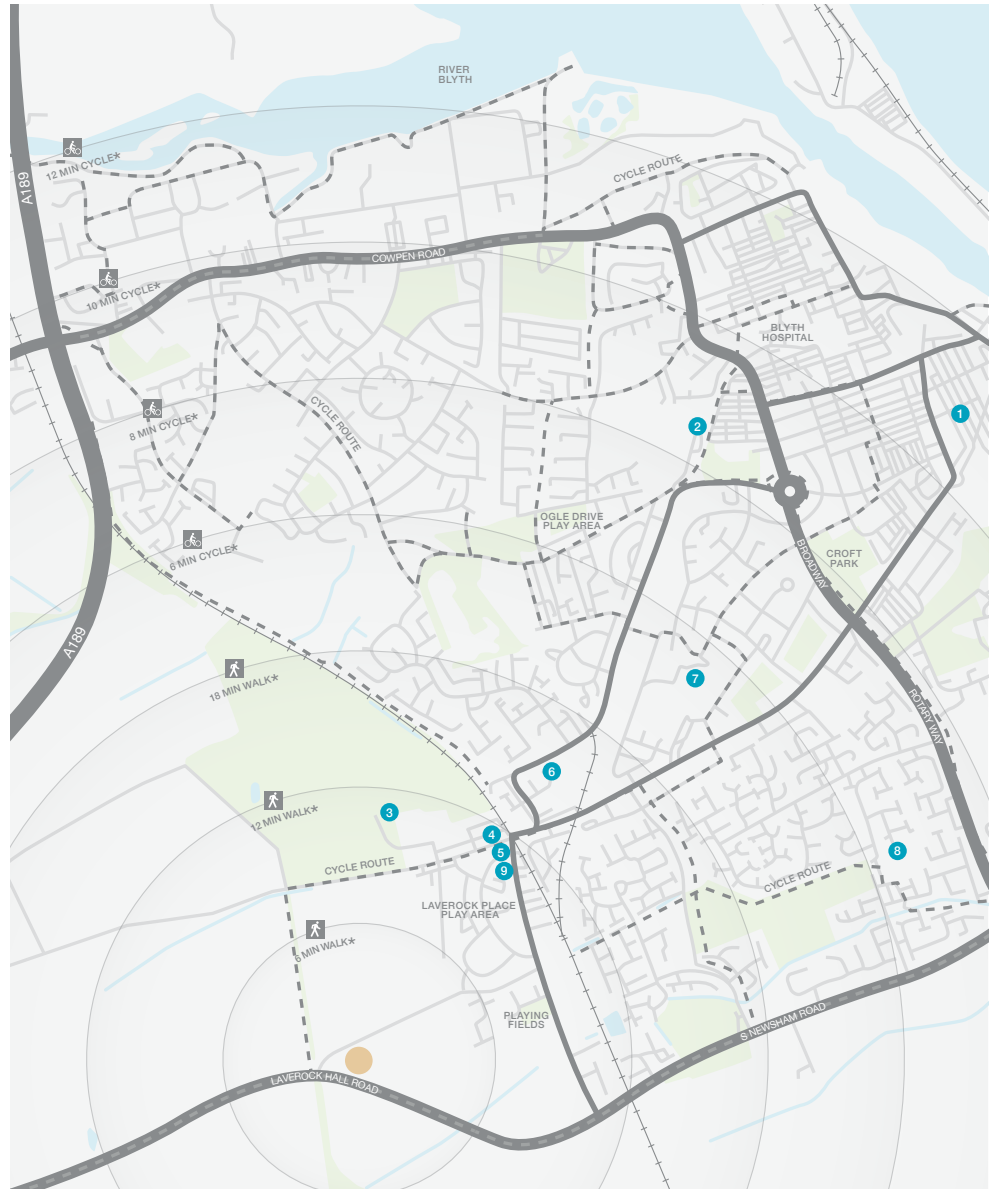 RIVER
BLYTH
12 MIN CYCLE*
A189
CYCLE ROUTE
COWPEN ROAD
10 MIN CYCLE*
BLYTH
HOSPITAL
8 MIN CYCLE*
CYCLE ROUTE
1
2
OGLE DRIVE
PLAY AREA
6 MIN CYCLE*
BROADWAY
CROFT
PARK
A189
18 MIN WALK*
7
ROTARY WAY
6
12 MIN WALK*
3
4
5
9
8
CYCLE ROUTE
CYCLE ROUTE
LAVEROCK PLACE
PLAY AREA
6 MIN WALK*
PLAYING
FIELDS
S NEWSHAM ROAD
LAVEROCK HALL ROAD